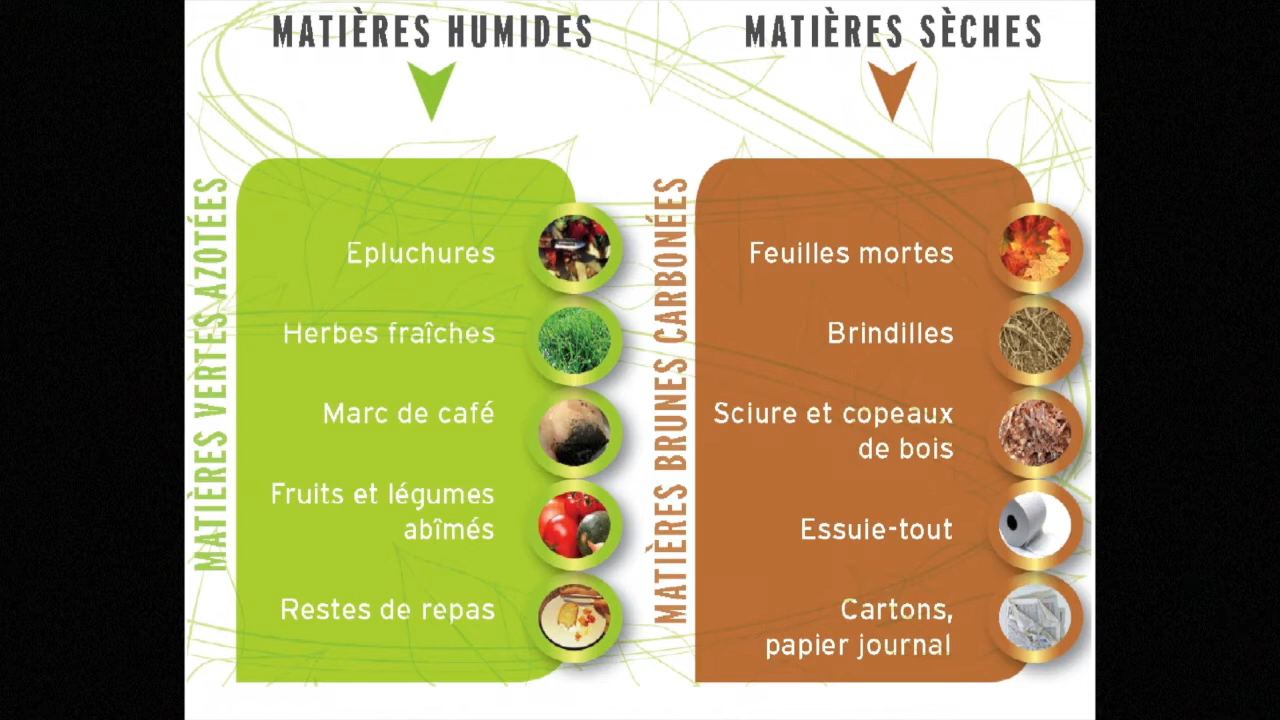 MATIÈRES HUMIDES
MATIÈRES VERTES AZOTÉES
Epluchures
Herbes fraîches
Marc de café
Fruits et légumes
abîmés
Restes de repas
MATIÈRES SÈCHES
MATIÈRES BRUNES CARBONÉES
Feuilles mortes
Brindilles
Sciure et copeaux
de bois
Essuie-tout
Cartons,
papier journal